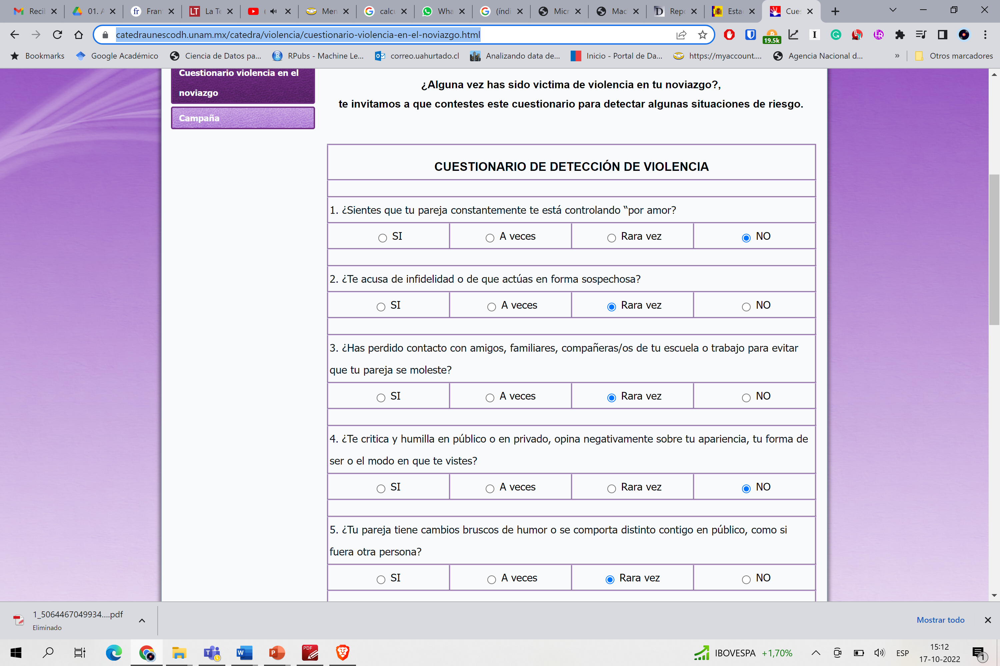 Recil
01. A
Fran
La Te
Men
calcu
Wha
(índi
Micr
Mac
Repo
Esta
Cues
catedraunescodh.unam.mx/catedra/violencia/cuestionario-violencia-en-el-noviazgo.html
19.5k
Bookmarks
Google Académico
Ciencia de Datos pa...
RPubs - Machine Le...
correo.uahurtado.cl
Analizando data de...
Inicio - Portal de Da...
https://myaccount....
Agencia Nacional d...
»
Otros marcadores
Cuestionario violencia en el
noviazgo
Campaña
¿Alguna vez has sido victima de violencia en tu noviazgo?,
te invitamos a que contestes este cuestionario para detectar algunas situaciones de riesgo.
CUESTIONARIO DE DETECCIÓN DE VIOLENCIA
1. ¿Sientes que tu pareja constantemente te está controlando “por amor?
SI A veces Rara vez NO
2. ¿Te acusa de infidelidad o de que actúas en forma sospechosa?
SI A veces Rara vez NO
3. ¿Has perdido contacto con amigos, familiares, compañeras/os de tu escuela o trabajo para evitar
que tu pareja se moleste?
SI A veces Rara vez NO
4. ¿Te critica y humilla en público o en privado, opina negativamente sobre tu apariencia, tu forma de
ser o el modo en que te vistes?
SI A veces Rara vez NO
5. ¿Tu pareja tiene cambios bruscos de humor o se comporta distinto contigo en público, como si
fuera otra persona?
SI A veces Rara vez NO
1_5064467049934....pdf
Eliminado
Mostrar todo
IBOVESPA +1,70%
ESP
15:12
17-10-2022
1